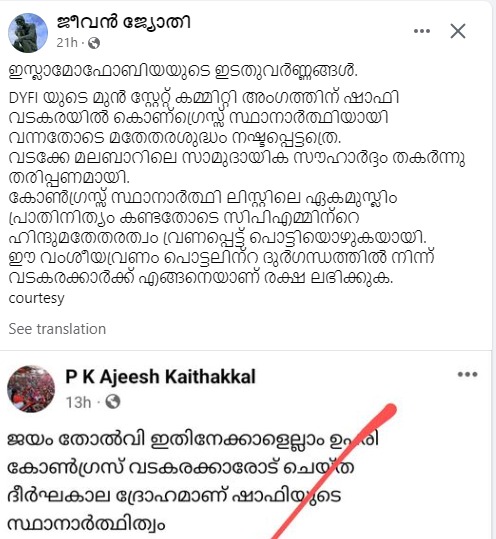 ജീവൻ ജ്യോതി
21h ·
ഇസ്ലാമോഫോബിയയുടെ ഇടതുവർണ്ണങ്ങൾ.
DYFI യുടെ മുൻ സ്റ്റേറ്റ് കമ്മിറ്റി അംഗത്തിന് ഷാഫി
വടകരയിൽ കൊണ്ഗ്രെസ്സ് സ്ഥാനാർത്ഥിയായി
വന്നതോടെ മതേതരശുദ്ധം നഷ്ടപ്പെട്ടത്രെ.
വടക്കേ മലബാറിലെ സാമുദായിക സൗഹാർദ്ദം തകർന്നു
തരിപ്പണമായി.
കോൺഗ്രസ്സ് സ്ഥാനാർത്ഥി ലിസ്റ്റിലെ ഏകമുസ്ലിം
പ്രാതിനിത്യം കണ്ടതോടെ സിപിഎമ്മിന്റെ
ഹിന്ദുമതേതരത്വം വ്രണപ്പെട്ട് പൊട്ടിയൊഴുകയായി.
ഈ വംശീയവ്രണം പൊട്ടലിന്റ ദുർഗന്ധത്തിൽ നിന്ന്
വടകരക്കാർക്ക് എങ്ങനെയാണ് രക്ഷ ലഭിക്കുക.
courtesy
See translation
P K Ajeesh Kaithakkal
13h ·
ജയം തോൽവി ഇതിനേക്കാളെല്ലാം ഉപരി
കോൺഗ്രസ് വടകരക്കാരോട് ചെയ്ത
ദീർഘകാല ദ്രോഹമാണ് ഷാഫിയുടെ
സ്ഥാനാർത്ഥിത്വം